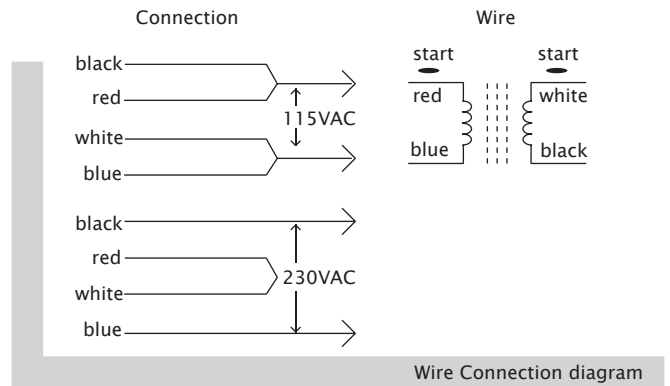 Connection
black
red
115VAC
white
blue
black
red
230VAC
white
blue
Wire
start start
red white
blue black
Wire Connection diagram